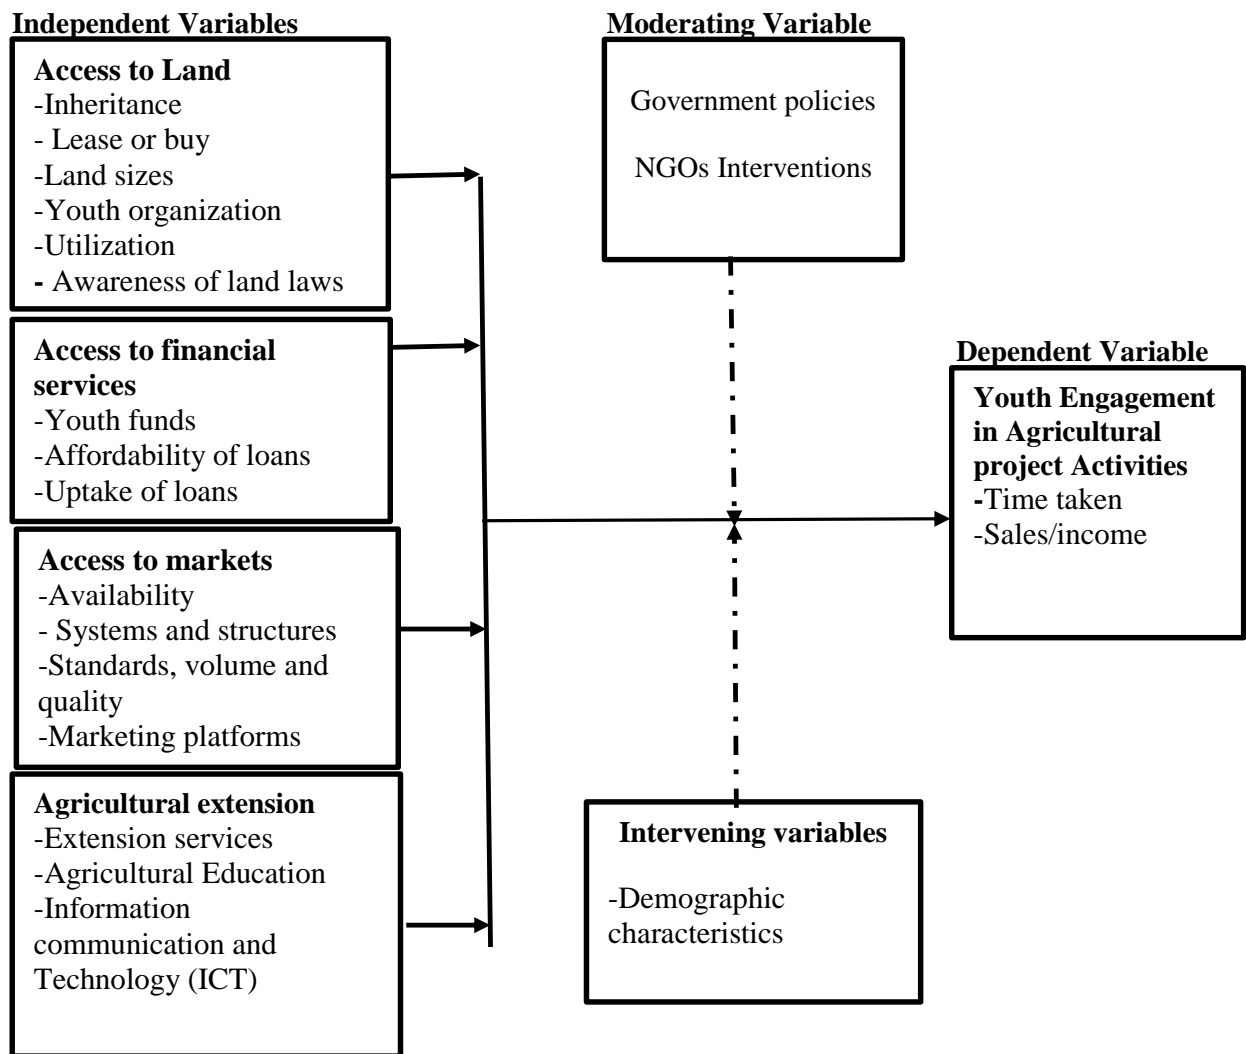 Independent Variables
Access to Land
-Inheritance
- Lease or buy
-Land sizes
-Youth organization
-Utilization
- Awareness of land laws
Access to financial
services
-Youth funds
-Affordability of loans
-Uptake of loans
Access to markets
-Availability
- Systems and structures
-Standards, volume and
quality
-Marketing platforms
Agricultural extension
-Extension services
-Agricultural Education
-Information
communication and
Technology (ICT)
Moderating Variable
Government policies
NGOs Interventions
Intervening variables
-Demographic
characteristics
Dependent Variable
Youth Engagement
in Agricultural
project Activities
-Time taken
-Sales/income